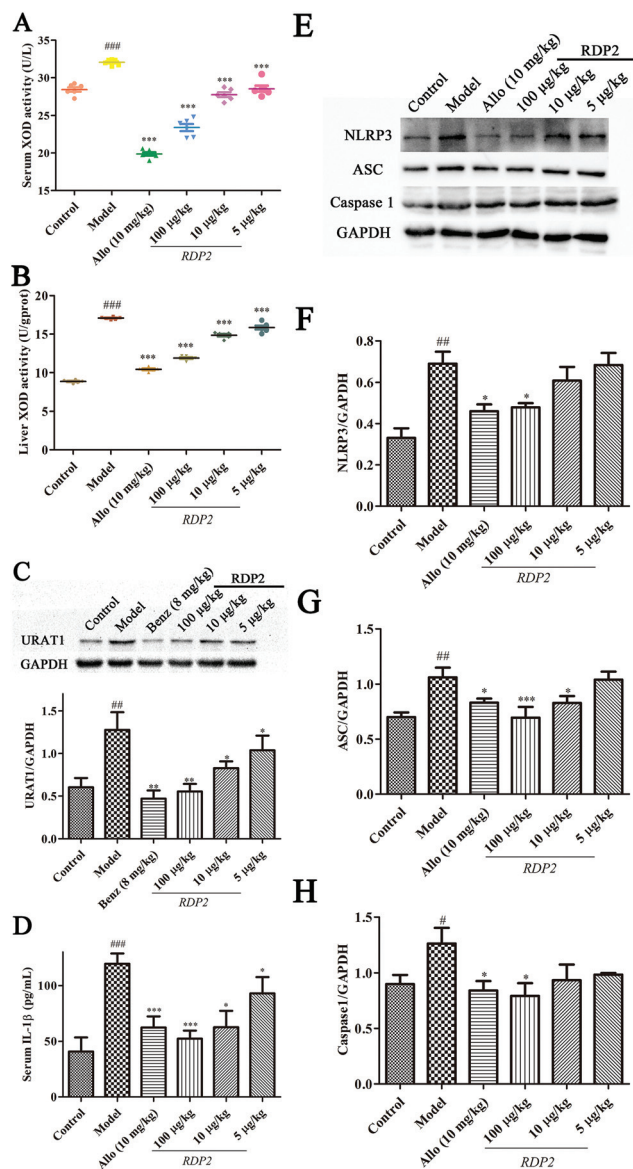 A
Serum XOD activity (U/L)
35
30
25
20
15
###
***
***
***
***
Control
Model
Allo (10 mg/kg)
100 μg/kg
10 μg/kg
5 μg/kg
RDP2
B
Liver XOD activity (U/gprot)
20
15
10
5
0
###
***
***
***
***
Control
Model
Allo (10 mg/kg)
100 μg/kg
10 μg/kg
5 μg/kg
RDP2
C
RDP2
Control
Model
Benz (8 mg/kg)
100 μg/kg
10 μg/kg
5 μg/kg
URAT1
GAPDH
URAT1/GAPDH
1.5
1.0
0.5
0.0
##
**
**
*
*
Control
Model
Benz (8 mg/kg)
100 μg/kg
10 μg/kg
5 μg/kg
RDP2
D
Serum IL-1β (pg/mL)
100
50
0
###
***
***
*
*
Control
Model
Allo (10 mg/kg)
100 μg/kg
10 μg/kg
5 μg/kg
RDP2
E
RDP2
Control
Model
Allo (10 mg/kg)
100 μg/kg
10 μg/kg
5 μg/kg
NLRP3
ASC
Caspase 1
GAPDH
F
NLRP3/GAPDH
0.8
0.6
0.4
0.2
0.0
##
*
*
Control
Model
Allo (10 mg/kg)
100 μg/kg
10 μg/kg
5 μg/kg
RDP2
G
ASC/GAPDH
1.5
1.0
0.5
0.0
##
*
***
*
Control
Model
Allo (10 mg/kg)
100 μg/kg
10 μg/kg
5 μg/kg
RDP2
H
Caspase1/GAPDH
1.5
1.0
0.5
0.0
#
*
*
Control
Model
Allo (10 mg/kg)
100 μg/kg
10 μg/kg
5 μg/kg
RDP2